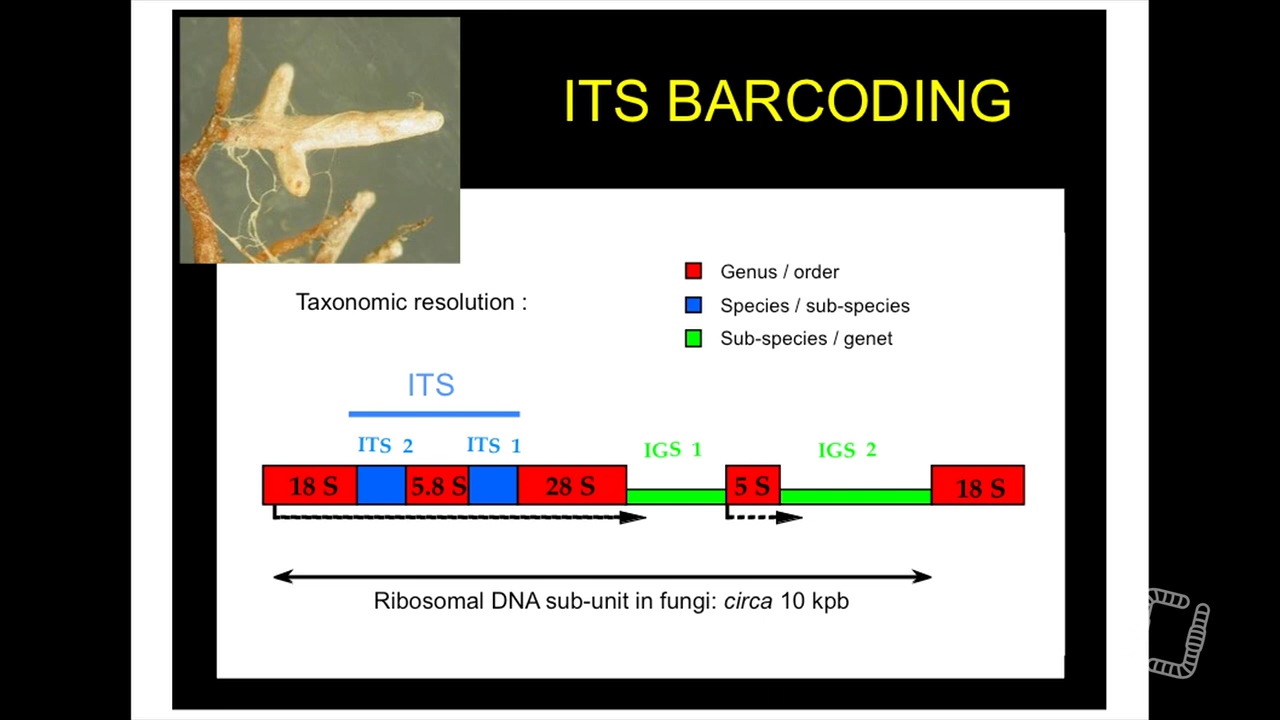 ITS BARCODING
Genus / order
Taxonomic resolution :
Species / sub-species
Sub-species / genet
ITS
ITS 2
ITS 1
IGS 1
IGS 2
18 S
5.8 S
28 S
5 S
18 S
Ribosomal DNA sub-unit in fungi: circa 10 kpb